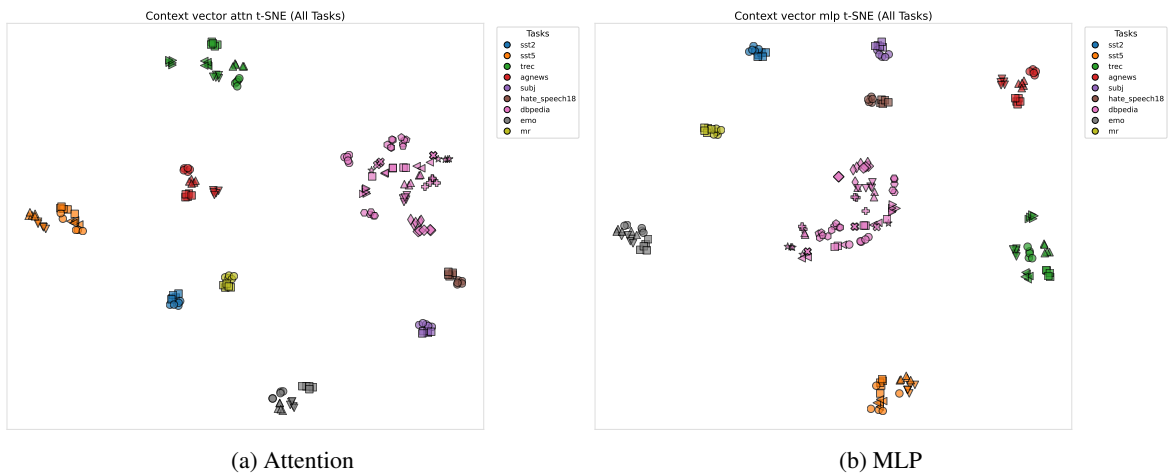 Context vector attn t-SNE (All Tasks)
Tasks
sst2
sst5
trec
agnews
subj
hate_speech18
dbpedia
emo
mr
(a) Attention
Context vector mlp t-SNE (All Tasks)
Tasks
sst2
sst5
trec
agnews
subj
hate_speech18
dbpedia
emo
mr
(b) MLP